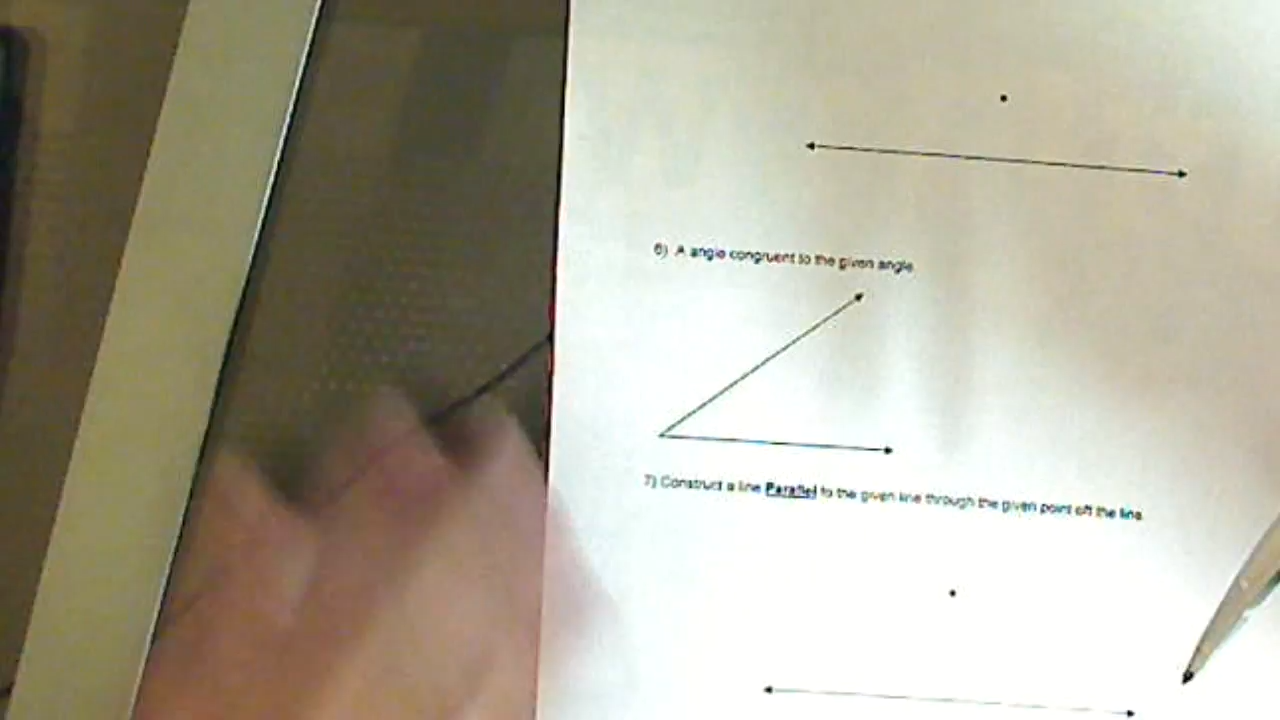 6) A angle congruent to the given angle.
7) Construct a line Parallel to the given line through the given point off the line.